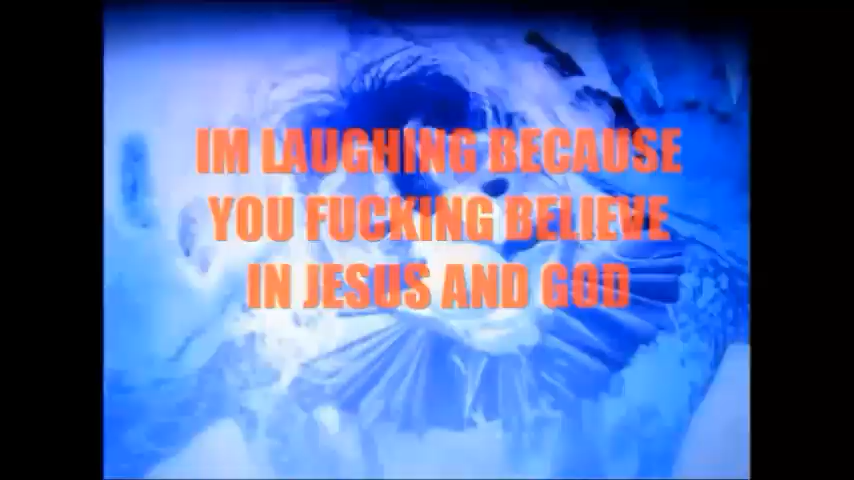 IM LAUGHING BECAUSE
YOU FUCKING BELIEVE
IN JESUS AND GOD